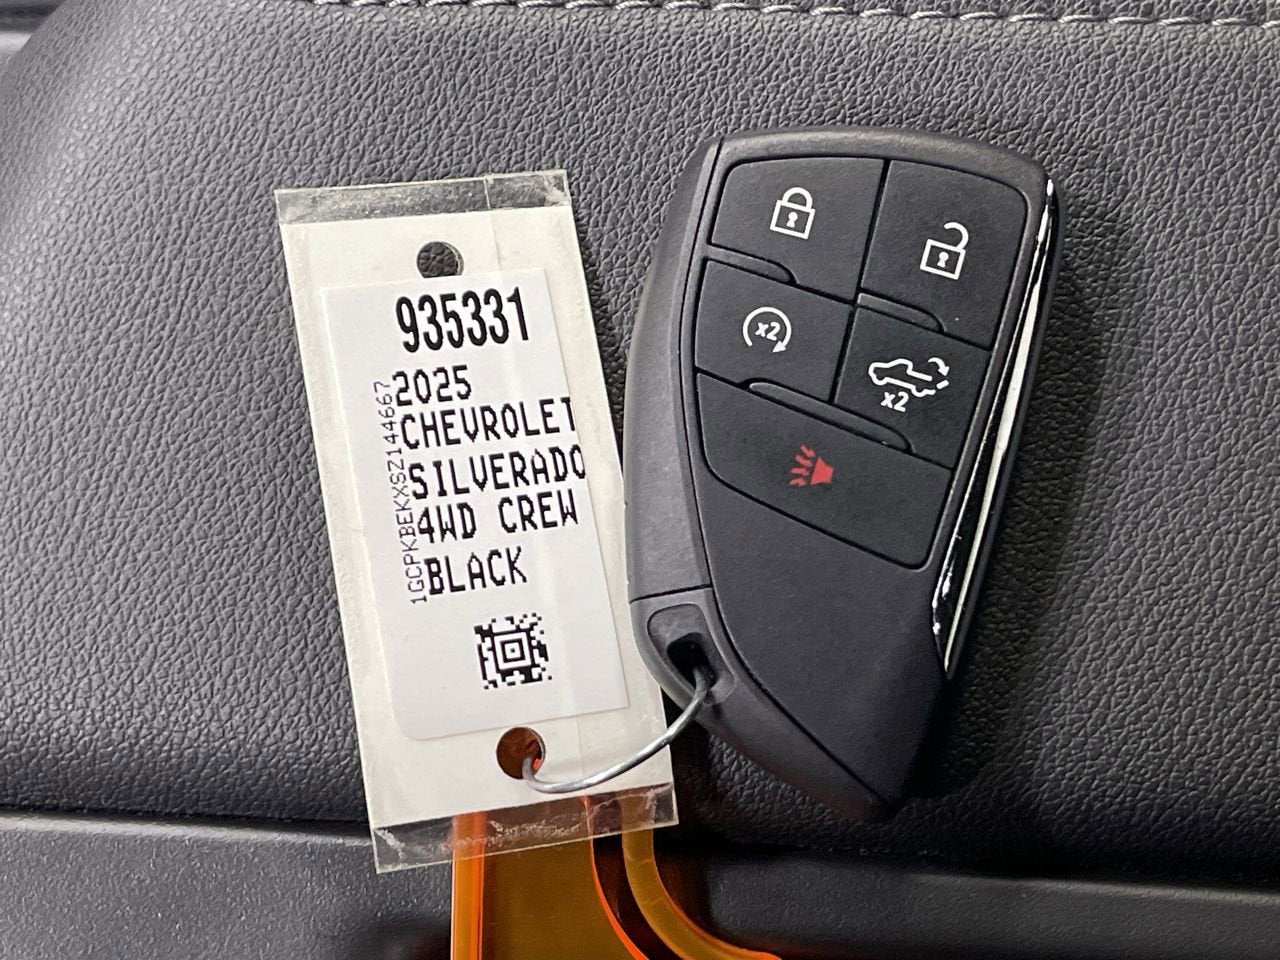 935331
2025
CHEVROLET
SILVERADO
4WD CREW
BLACK
1GCPKBEKXSZ144667
x2
x2